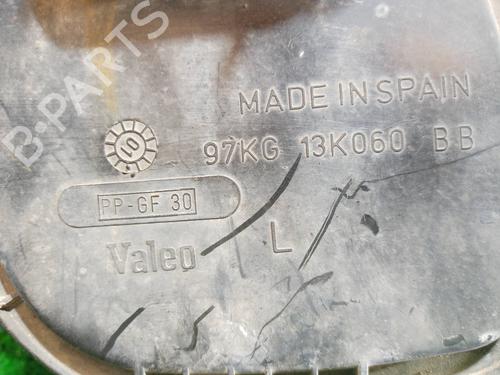 B-PARTS
MADE IN SPAIN
97KG 13K060 BB
PP-GF 30
Valeo
L